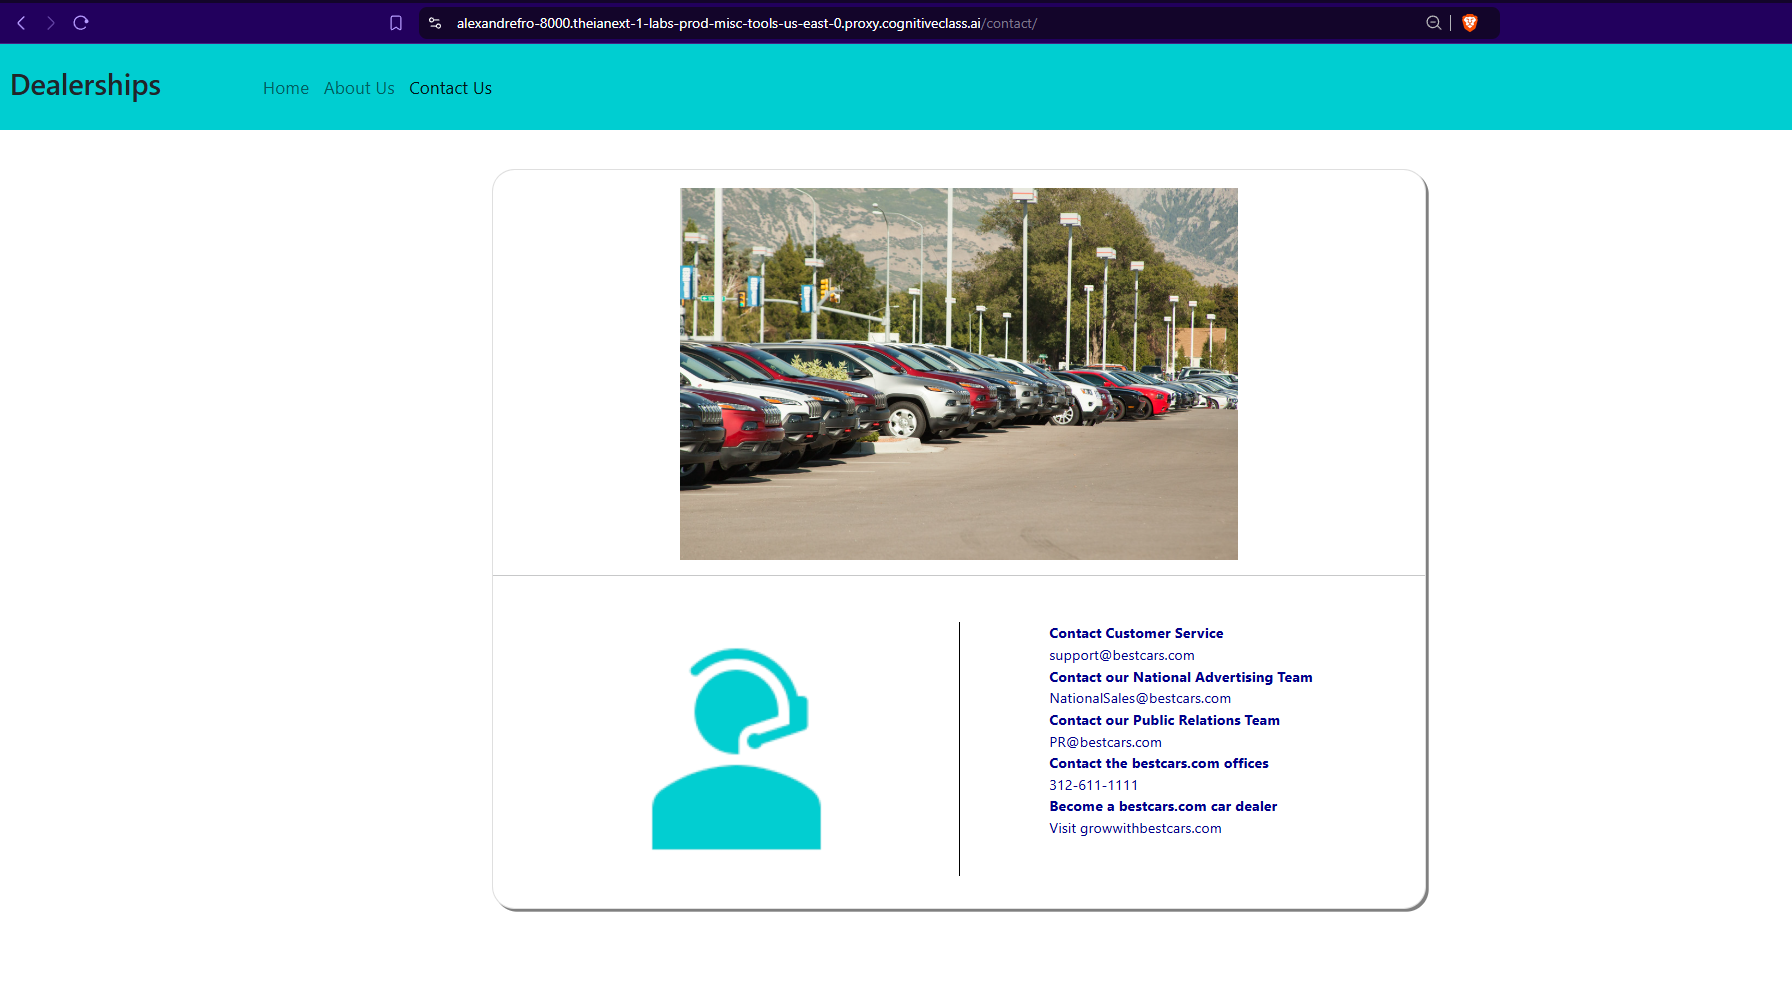 alexandrefro-8000.theianext-1-labs-prod-misc-tools-us-east-0.proxy.cognitiveclass.ai/contact/
Dealerships
Home About Us Contact Us
Contact Customer Service
support@bestcars.com
Contact our National Advertising Team
NationalSales@bestcars.com
Contact our Public Relations Team
PR@bestcars.com
Contact the bestcars.com offices
312-611-1111
Become a bestcars.com car dealer
Visit growwithbestcars.com